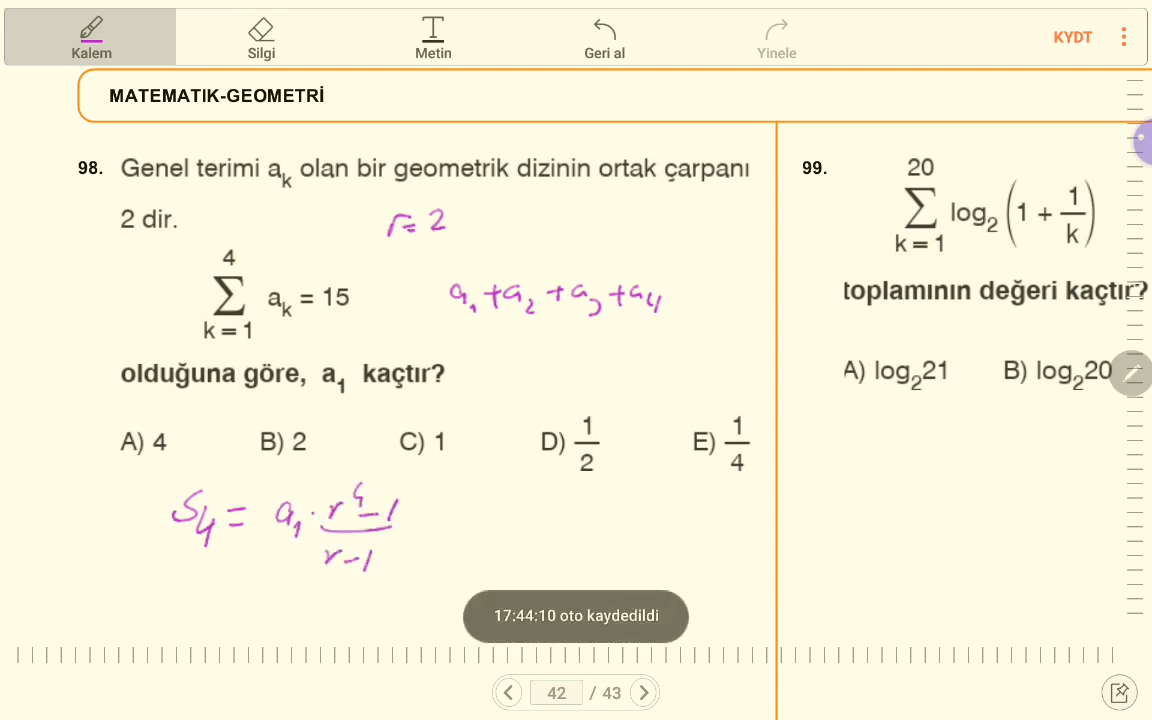 Kalem Silgi Metin Geri al Yinele KYDT
MATEMATIK-GEOMETRİ
98. Genel terimi a_k olan bir geometrik dizinin ortak çarpanı
2 dir.
r = 2
4
∑ a_k = 15
k = 1
a₁ + a₂ + a₃ + a₄
olduğuna göre, a₁ kaçtır?
A) 4 B) 2 C) 1 D) 1/2 E) 1/4
S₄ = a₁ · (r⁴ - 1)/(r - 1)
99.
20
∑ log₂ (1 + 1/k)
k = 1
toplamının değeri kaçtır?
A) log₂21 B) log₂20
17:44:10 oto kaydedildi
42 / 43